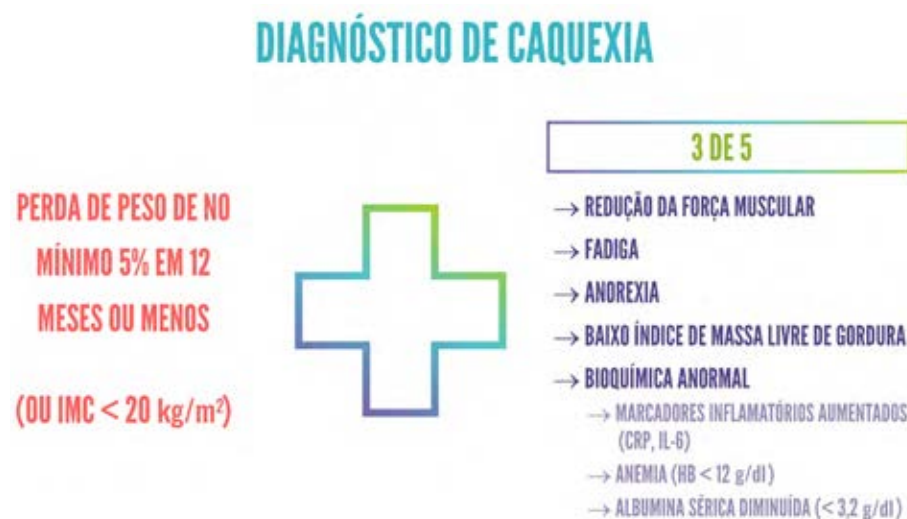 DIAGNÓSTICO DE CAQUEXIA
PERDA DE PESO DE NO
MÍNIMO 5% EM 12
MESES OU MENOS
(OU IMC < 20 kg/m²)
3 DE 5
→ REDUÇÃO DA FORÇA MUSCULAR
→ FADIGA
→ ANOREXIA
→ BAIXO ÍNDICE DE MASSA LIVRE DE GORDURA
→ BIOQUÍMICA ANORMAL
→ MARCADORES INFLAMATÓRIOS AUMENTADOS
(CRP, IL-6)
→ ANEMIA (HB < 12 g/dl)
→ ALBUMINA SÉRICA DIMINUÍDA (< 3,2 g/dl)